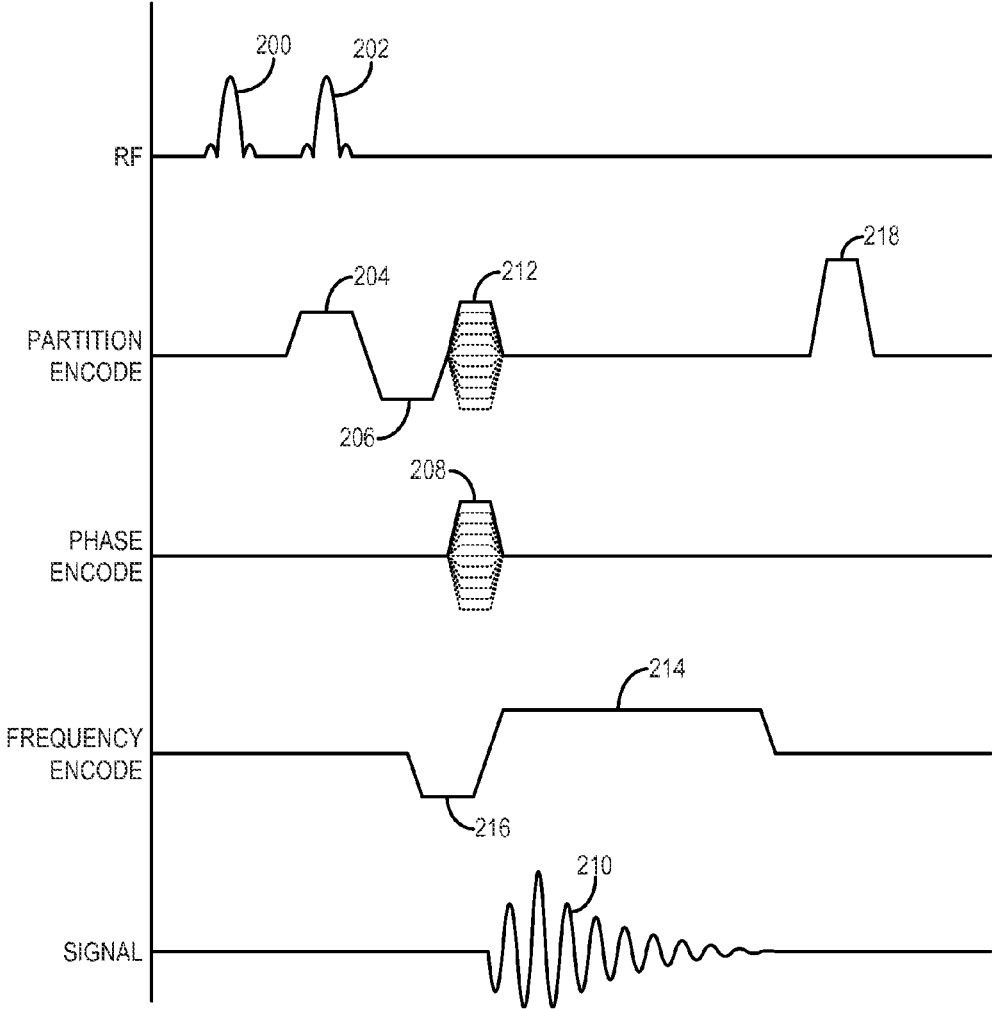 200
202
RF
218
204
212
PARTITION
ENCODE
206
208
PHASE
ENCODE
214
FREQUENCY
ENCODE
216
210
SIGNAL